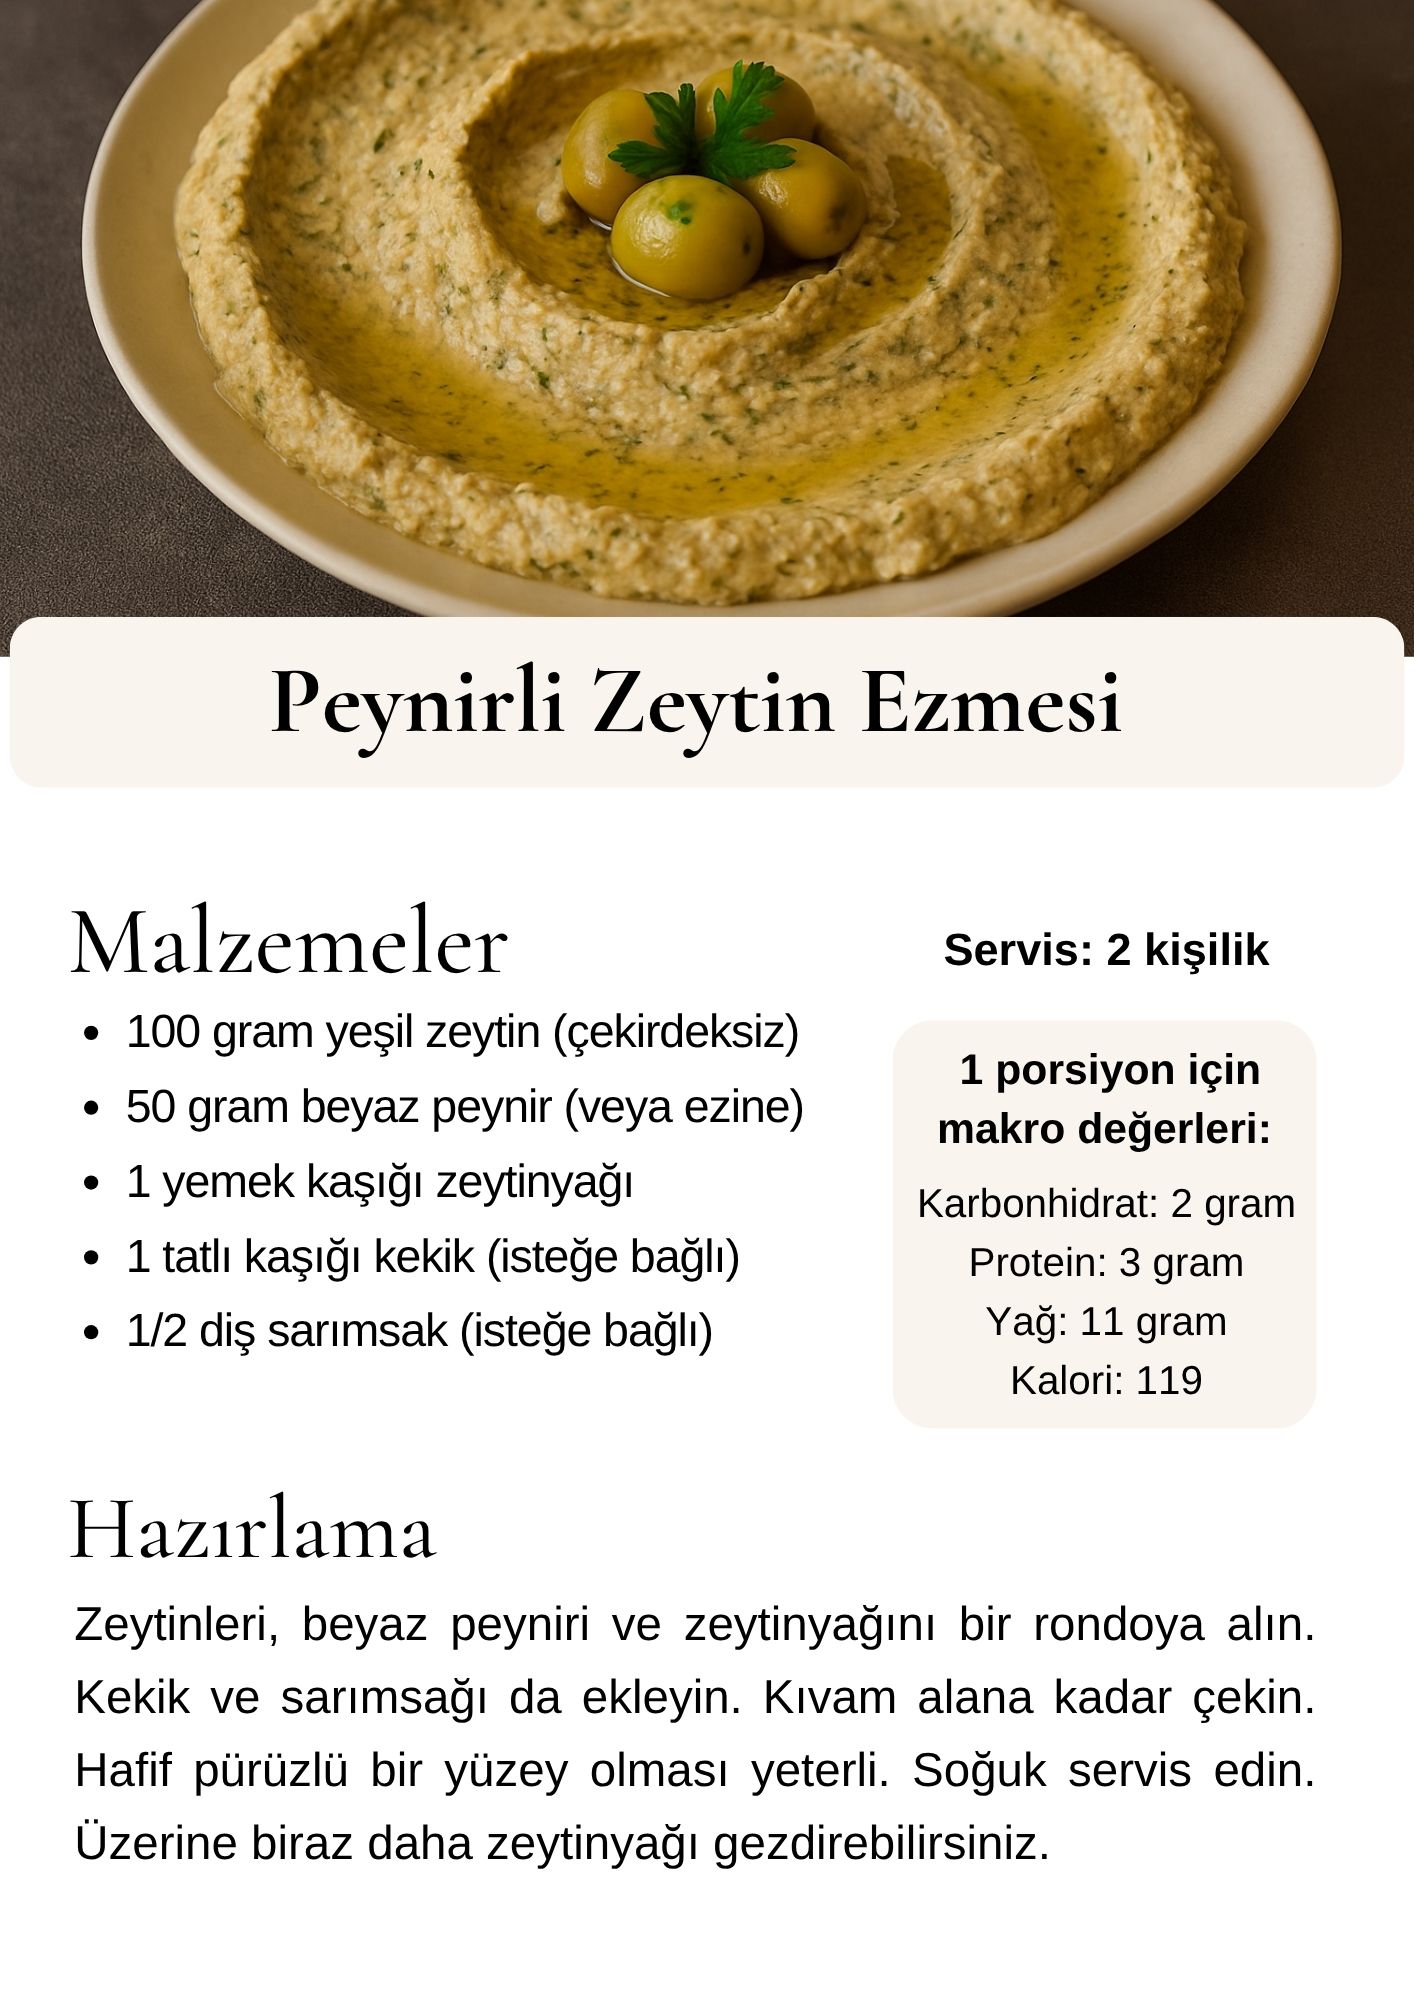 Peynirli Zeytin Ezmesi
Malzemeler
• 100 gram yeşil zeytin (çekirdeksiz)
• 50 gram beyaz peynir (veya ezine)
• 1 yemek kaşığı zeytinyağı
• 1 tatlı kaşığı kekik (isteğe bağlı)
• 1/2 diş sarımsak (isteğe bağlı)
Servis: 2 kişilik
1 porsiyon için
makro değerleri:
Karbonhidrat: 2 gram
Protein: 3 gram
Yağ: 11 gram
Kalori: 119
Hazırlama
Zeytinleri, beyaz peyniri ve zeytinyağını bir rondoya alın.
Kekik ve sarımsağı da ekleyin. Kıvam alana kadar çekin.
Hafif pürüzlü bir yüzey olması yeterli. Soğuk servis edin.
Üzerine biraz daha zeytinyağı gezdirebilirsiniz.